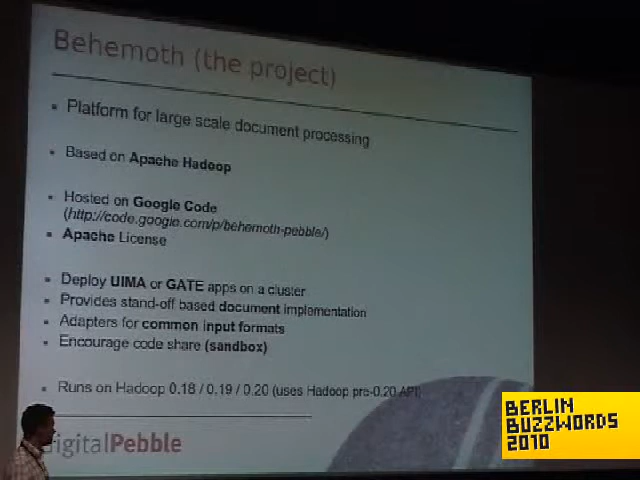 Behemoth (the project)
Platform for large scale document processing
Based on Apache Hadoop
Hosted on Google Code
(http://code.google.com/p/behemoth-pebble/)
Apache License
Deploy UIMA or GATE apps on a cluster
Provides stand-off based document implementation
Adapters for common input formats
Encourage code share (sandbox)
Runs on Hadoop 0.18 / 0.19 / 0.20 (uses Hadoop pre-0.20 API)
digitalPebble
BERLIN
BUZZWORDS
2010